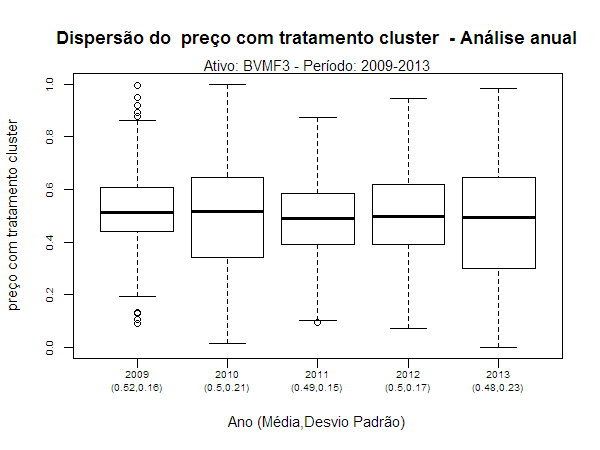 Dispersão do  preço com tratamento cluster  - Análise anual
Ativo: BVMF3 - Período: 2009-2013
preço com tratamento cluster
1.0
0.8
0.6
0.4
0.2
0.0
2009 2010 2011 2012 2013
(0.52,0.16) (0.5,0.21) (0.49,0.15) (0.5,0.17) (0.48,0.23)
Ano (Média,Desvio Padrão)